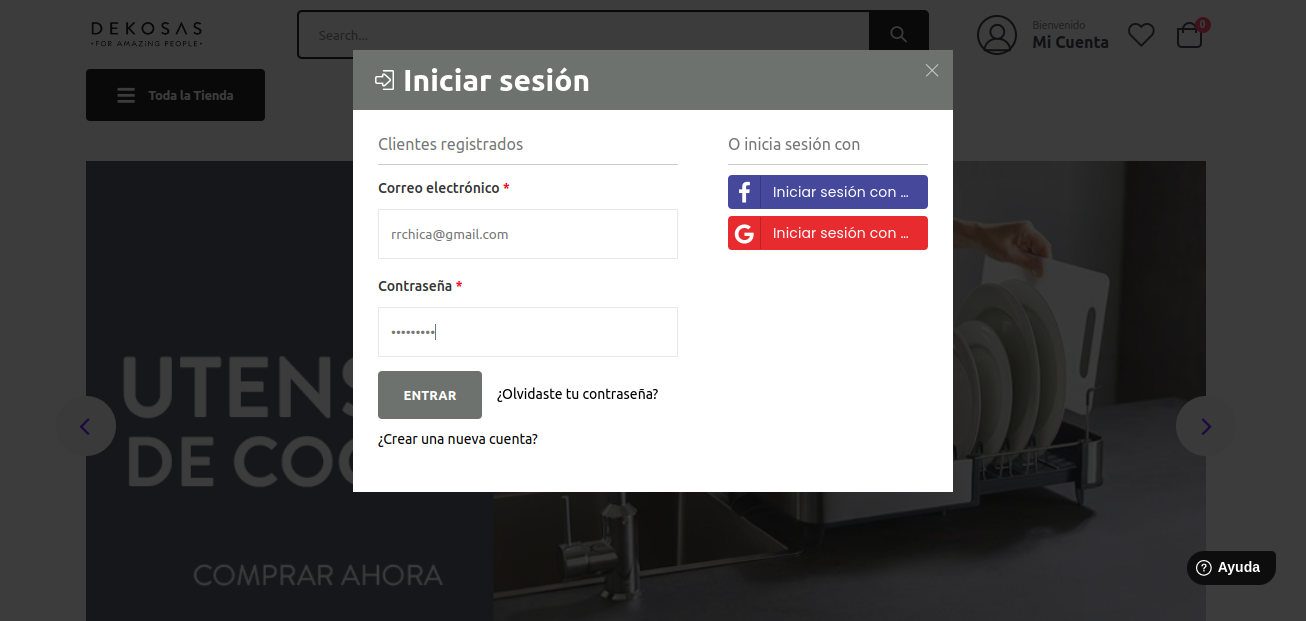 DEKOSAS
•FOR AMAZING PEOPLE•
Search...
Bienvenido
Mi Cuenta
0
Toda la Tienda
Iniciar sesión
Clientes registrados
O inicia sesión con
Correo electrónico *
Iniciar sesión con ...
rrchica@gmail.com
Iniciar sesión con ...
Contraseña *
•••••••••
ENTRAR
¿Olvidaste tu contraseña?
¿Crear una nueva cuenta?
UTENS
DE COC
COMPRAR AHORA
Ayuda